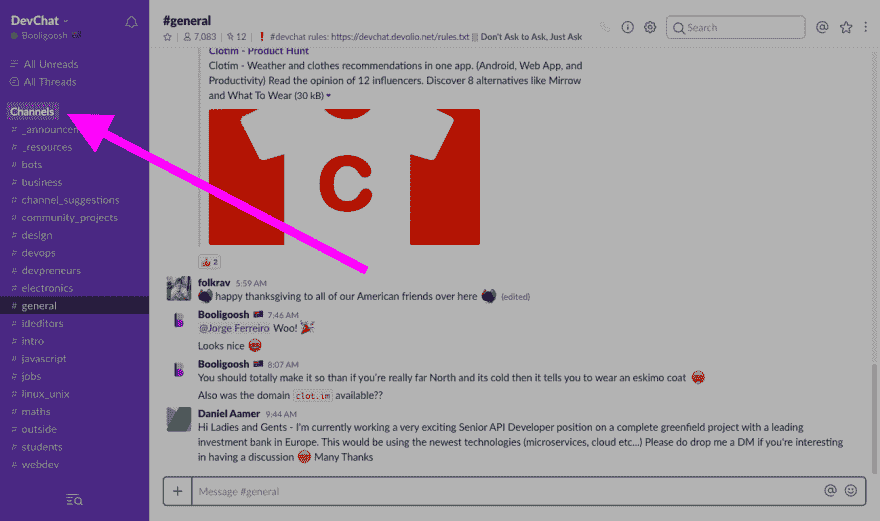 DevChat
Booligoosh
All Unreads
All Threads
Channels
# _announcen
# _resources
# bots
# business
# channel_suggestions
# community_projects
# design
# devops
# devpreneurs
# electronics
# general
# ideditors
# intro
# javascript
# jobs
# linux_unix
# maths
# outside
# students
# webdev
#general
7,083 | 12 | #devchat rules: https://devchat.devolio.net/rules.txt ||| Don't Ask to Ask, Just Ask
Search
Clotim - Product Hunt
Clotim - Weather and clothes recommendations in one app. (Android, Web App, and
Productivity) Read the opinion of 12 influencers. Discover 8 alternatives like Mirrow
and What To Wear (30 kB)
C
2
folkrav 5:59 AM
happy thanksgiving to all of our American friends over here (edited)
Booligoosh 7:46 AM
@Jorge Ferreiro Woo!
Looks nice
Booligoosh 8:07 AM
You should totally make it so than if you're really far North and its cold then it tells you to wear an eskimo coat
Also was the domain clot.im available??
Daniel Aamer 9:44 AM
Hi Ladies and Gents - I'm currently working a very exciting Senior API Developer position on a complete greenfield project with a leading
investment bank in Europe. This would be using the newest technologies (microservices, cloud etc...) Please do drop me a DM if you're interesting
in having a discussion Many Thanks
Message #general